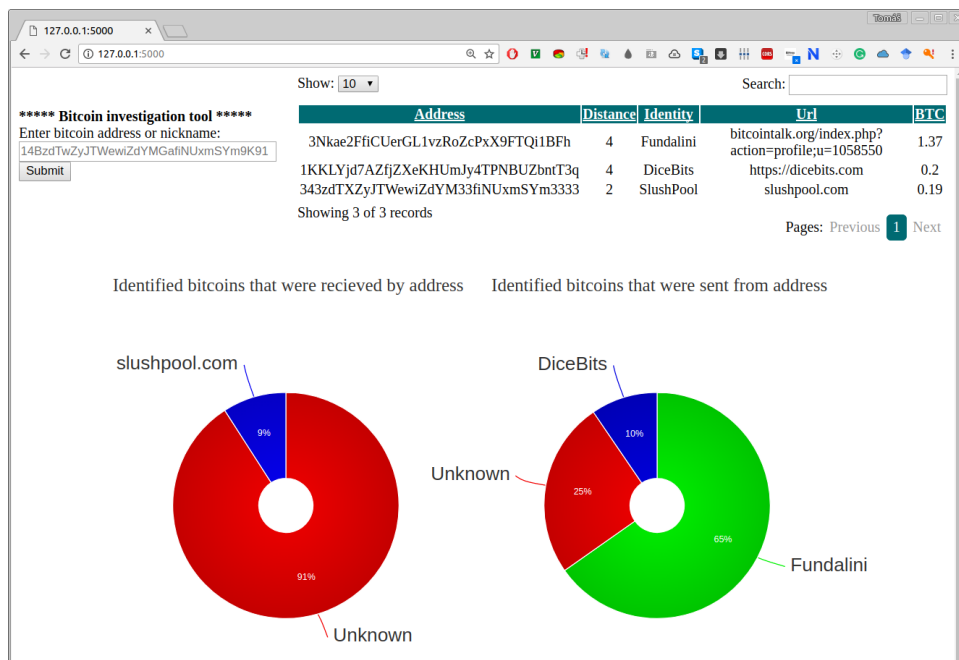 Tomáš
127.0.0.1:5000
127.0.0.1:5000
Show: 10
Search:
***** Bitcoin investigation tool *****
Enter bitcoin address or nickname:
14BzdTwZyJTWewiZdYMGafiNUxmSYm9K91
Submit
Address Distance Identity Url BTC
3Nkae2FfiCUerGL1vzRoZcPxX9FTQi1BFh 4 Fundalini bitcointalk.org/index.php?action=profile;u=1058550 1.37
1KKLYjd7AZfjZXeKHUmJy4TPNBUZbntT3q 4 DiceBits https://dicebits.com 0.2
343zdTXZyJTWewiZdYM33fiNUxmSYm3333 2 SlushPool slushpool.com 0.19
Showing 3 of 3 records
Pages: Previous 1 Next
Identified bitcoins that were recieved by address
Identified bitcoins that were sent from address
slushpool.com
9%
91%
Unknown
DiceBits
10%
Unknown
25%
65%
Fundalini